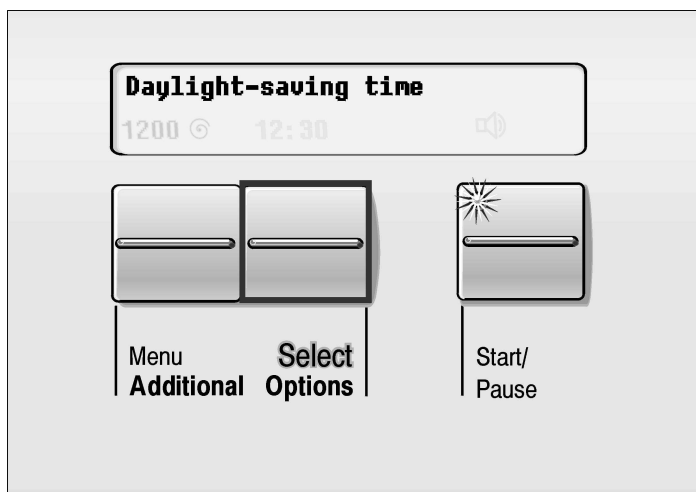 Daylight-saving time
1200 12:30
Menu Select
Additional Options
Start/
Pause